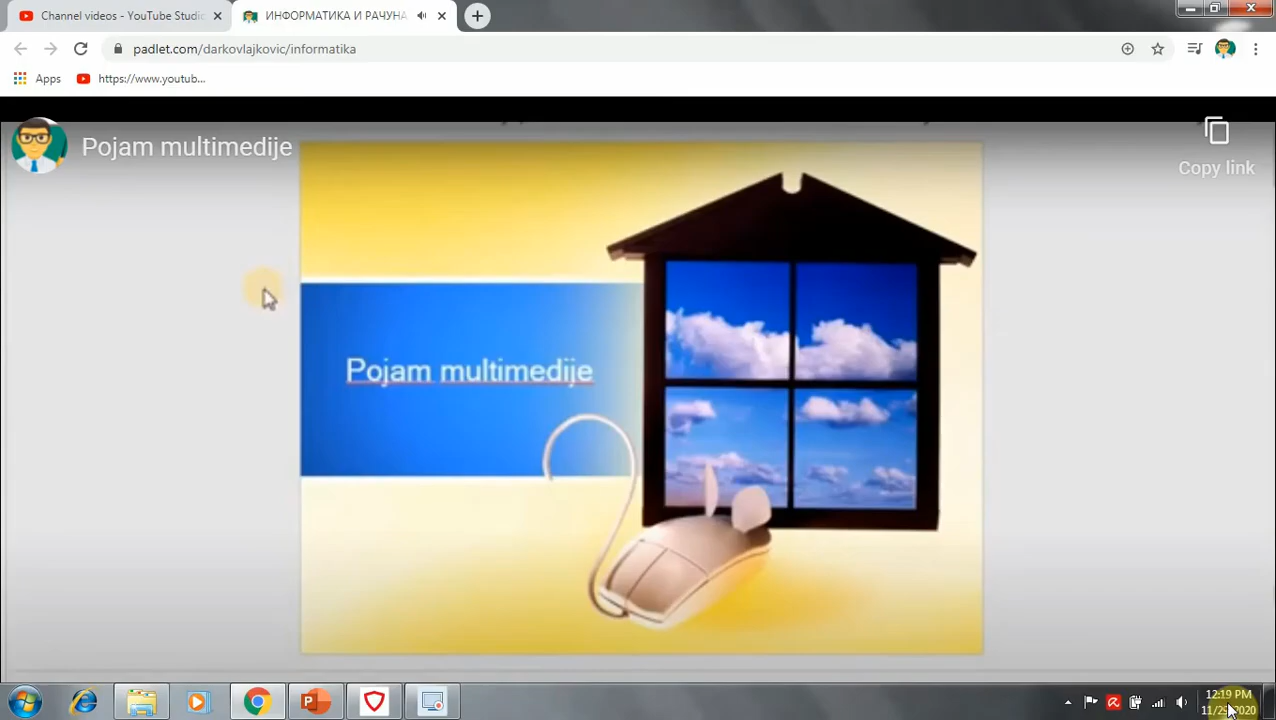 Channel videos - YouTube Studi
ИНФОРМАТИКА И РАЧУНА
padlet.com/darkovlajkovic/informatika
Apps
https://www.youtub...
Pojam multimedije
Copy link
Pojam multimedije
P
12:19 PM